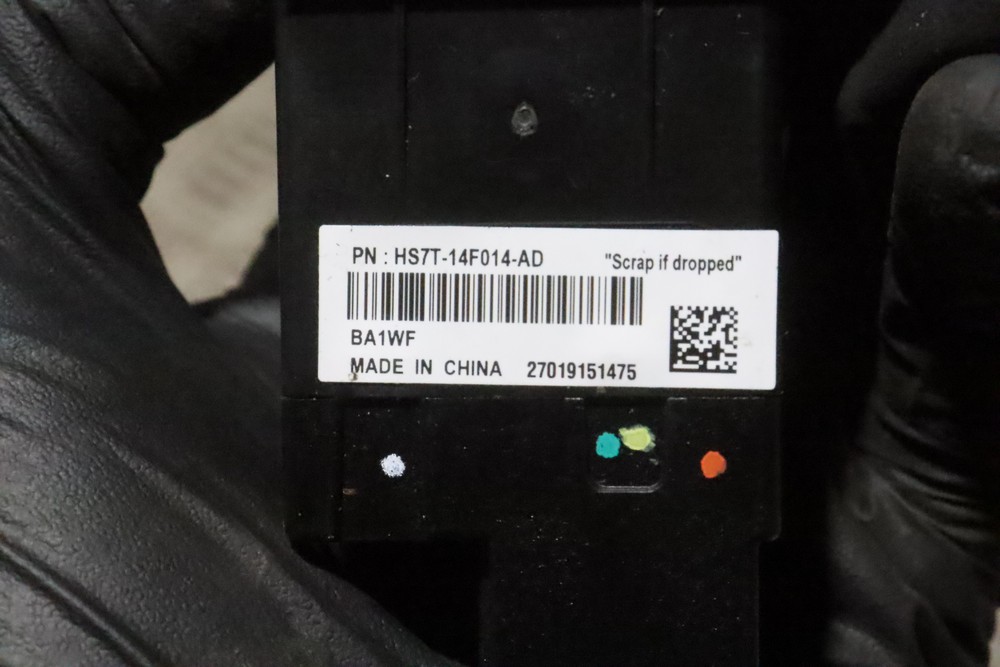 PN : HS7T-14F014-AD "Scrap if dropped"
BA1WF
MADE IN CHINA 27019151475